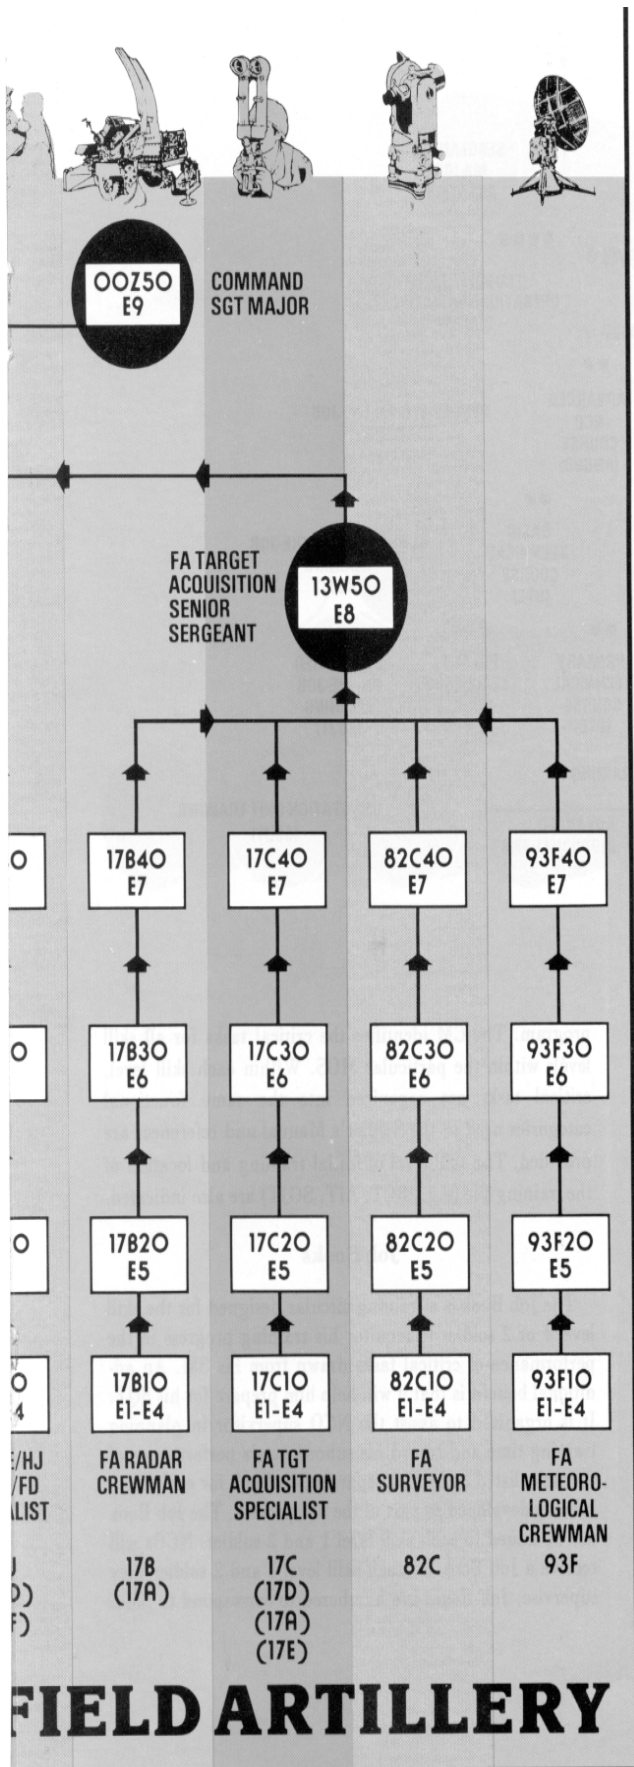 00Z50
E9
COMMAND
SGT MAJOR
FA TARGET
ACQUISITION
SENIOR
SERGEANT
13W50
E8
17B40
E7
17C40
E7
82C40
E7
93F40
E7
17B30
E6
17C30
E6
82C30
E6
93F30
E6
17B20
E5
17C20
E5
82C20
E5
93F20
E5
17B10
E1-E4
17C10
E1-E4
82C10
E1-E4
93F10
E1-E4
E/HJ
/FD
ALIST
FA RADAR
CREWMAN
FA TGT
ACQUISITION
SPECIALIST
FA
SURVEYOR
FA
METEORO-
LOGICAL
CREWMAN
17B
(17A)
17C
(17D)
(17A)
(17E)
82C
93F
FIELD ARTILLERY